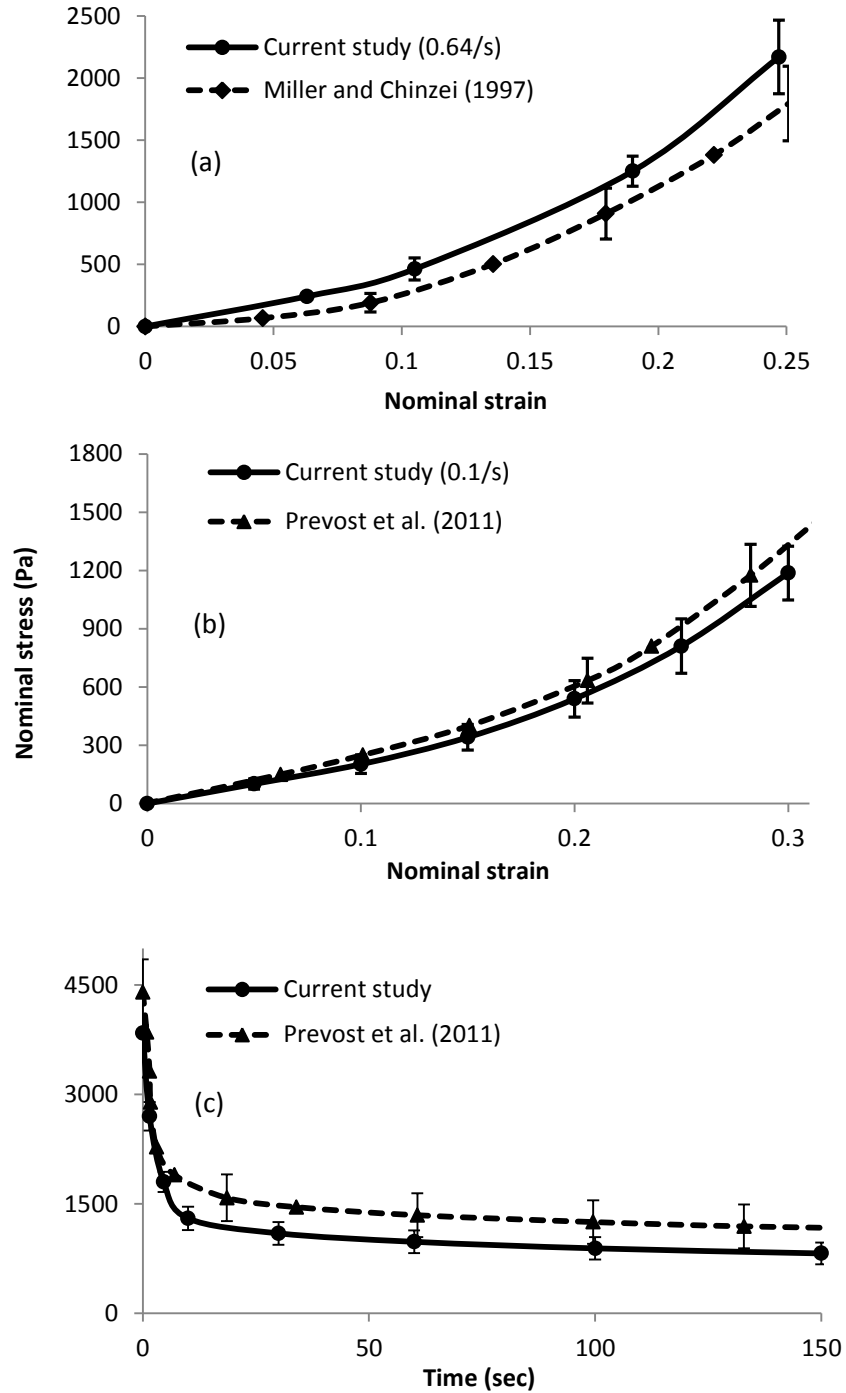 2500
2000
1500
1000
500
0
Current study (0.64/s)
Miller and Chinzei (1997)
(a)
0 0.05 0.1 0.15 0.2 0.25
Nominal strain
1800
1500
1200
900
600
300
0
Nominal stress (Pa)
Current study (0.1/s)
Prevost et al. (2011)
(b)
0 0.1 0.2 0.3
Nominal strain
4500
3000
1500
0
Current study
Prevost et al. (2011)
(c)
0 50 100 150
Time (sec)